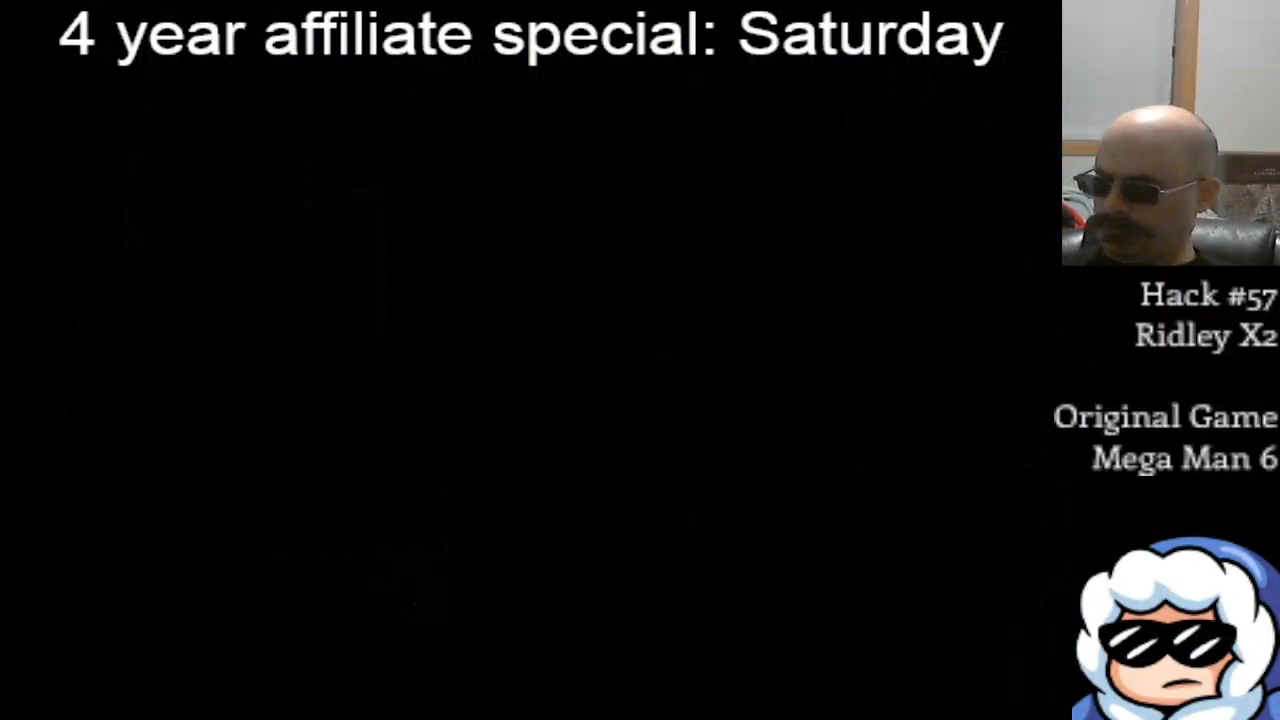 4 year affiliate special: Saturday
Hack #57
Ridley X2
Original Game
Mega Man 6